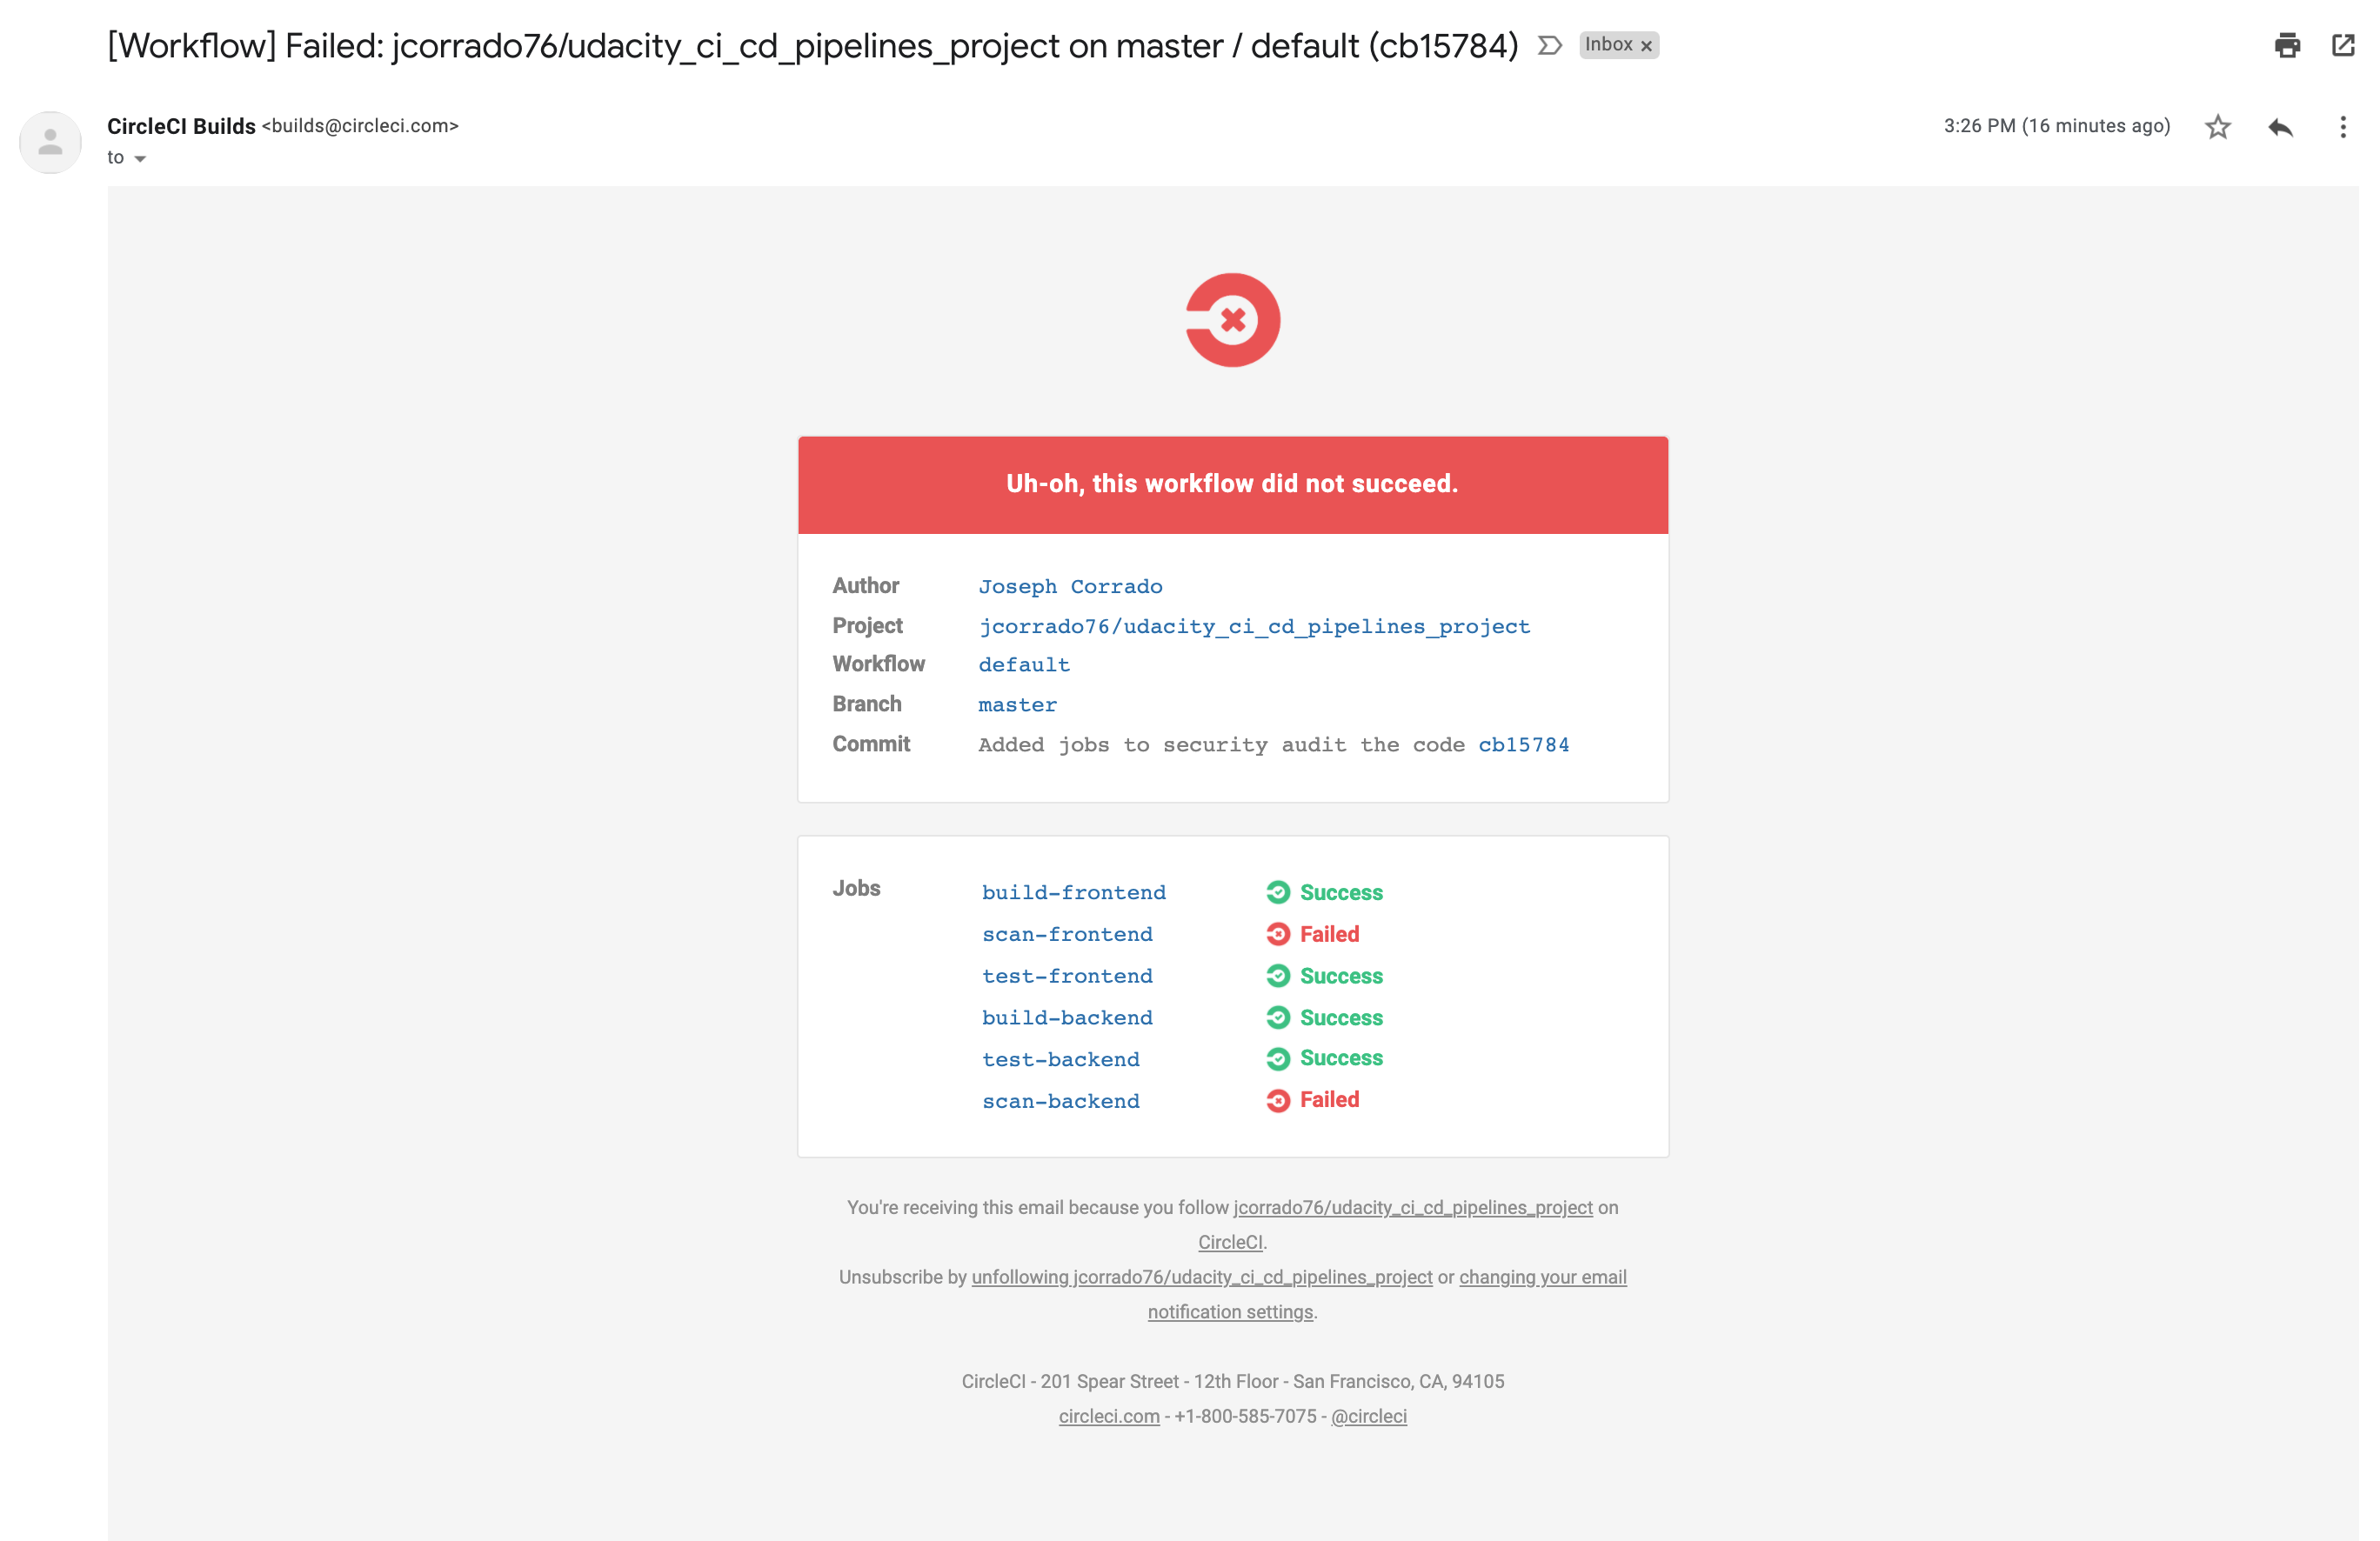 [Workflow] Failed: jcorrado76/udacity_ci_cd_pipelines_project on master / default (cb15784) Inbox x
CircleCI Builds <builds@circleci.com> 3:26 PM (16 minutes ago)
to
Uh-oh, this workflow did not succeed.
Author Joseph Corrado
Project jcorrado76/udacity_ci_cd_pipelines_project
Workflow default
Branch master
Commit Added jobs to security audit the code cb15784
Jobs build-frontend Success
scan-frontend Failed
test-frontend Success
build-backend Success
test-backend Success
scan-backend Failed
You're receiving this email because you follow jcorrado76/udacity_ci_cd_pipelines_project on
CircleCI.
Unsubscribe by unfollowing jcorrado76/udacity_ci_cd_pipelines_project or changing your email
notification settings.
CircleCI - 201 Spear Street - 12th Floor - San Francisco, CA, 94105
circleci.com - +1-800-585-7075 - @circleci